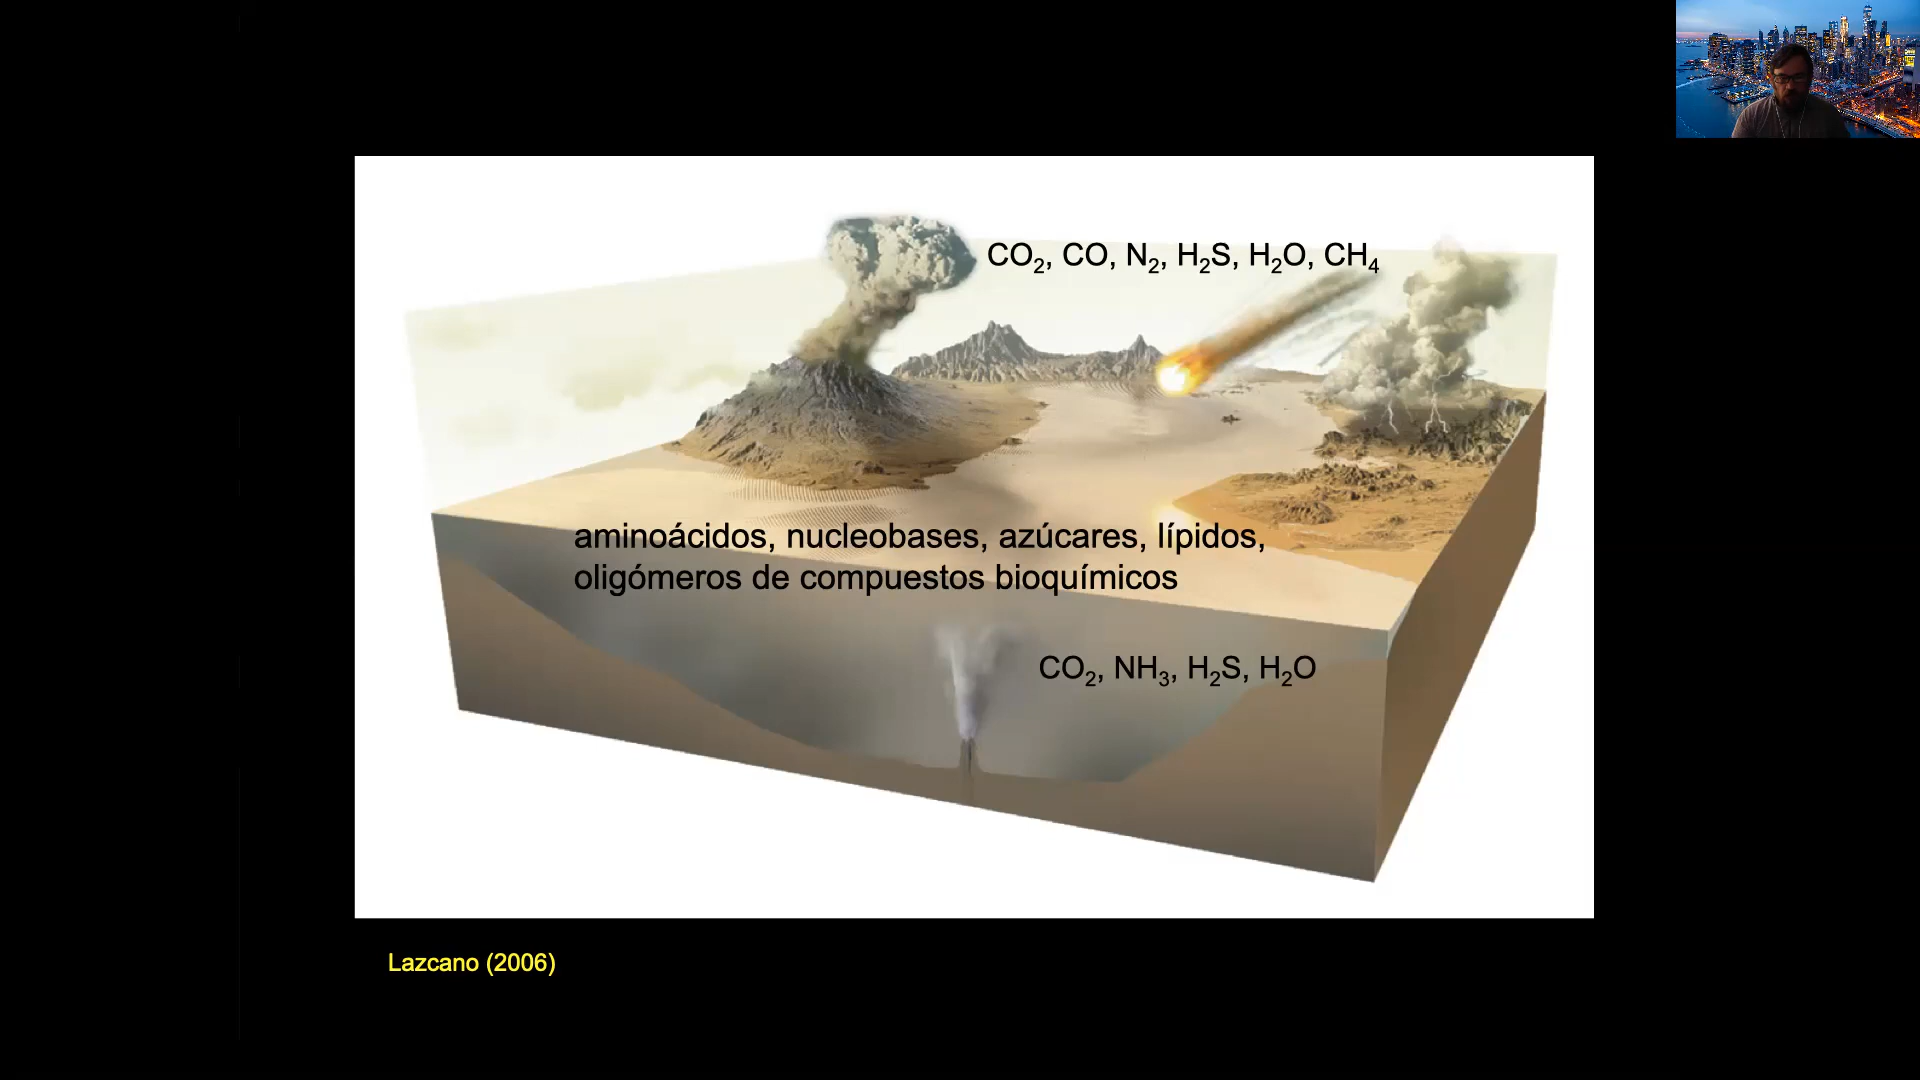 CO₂, CO, N₂, H₂S, H₂O, CH₄
aminoácidos, nucleobases, azúcares, lípidos,
oligómeros de compuestos bioquímicos
CO₂, NH₃, H₂S, H₂O
Lazcano (2006)